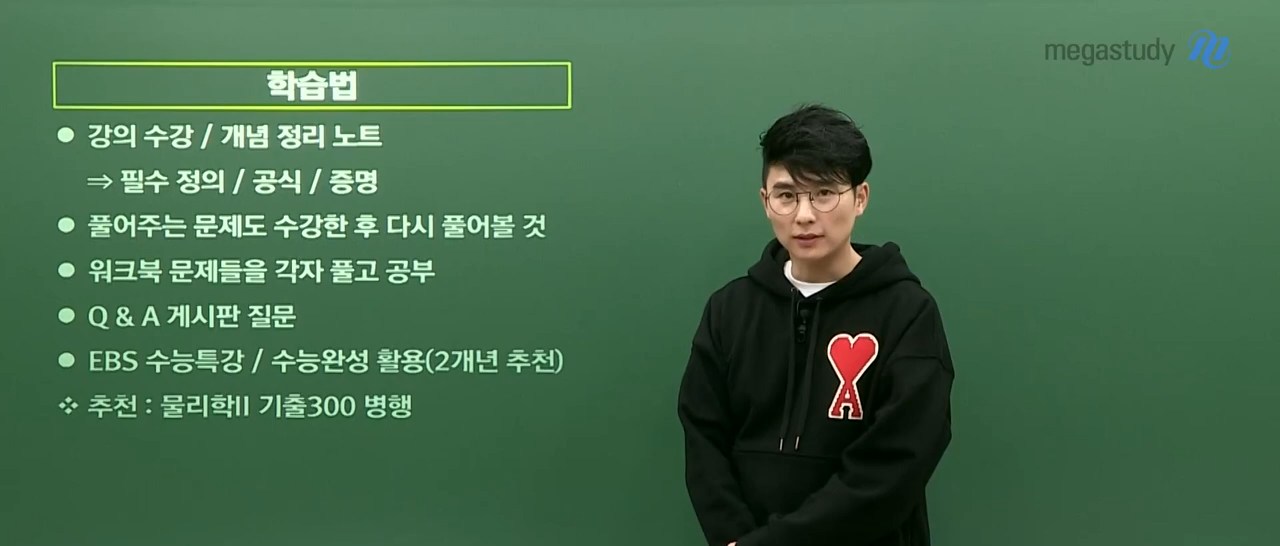 megastudy
학습법
● 강의 수강 / 개념 정리 노트
⇒ 필수 정의 / 공식 / 증명
● 풀어주는 문제도 수강한 후 다시 풀어볼 것
● 워크북 문제들을 각자 풀고 공부
● Q & A 게시판 질문
● EBS 수능특강 / 수능완성 활용(2개년 추천)
❖ 추천 : 물리학II 기출300 병행
A